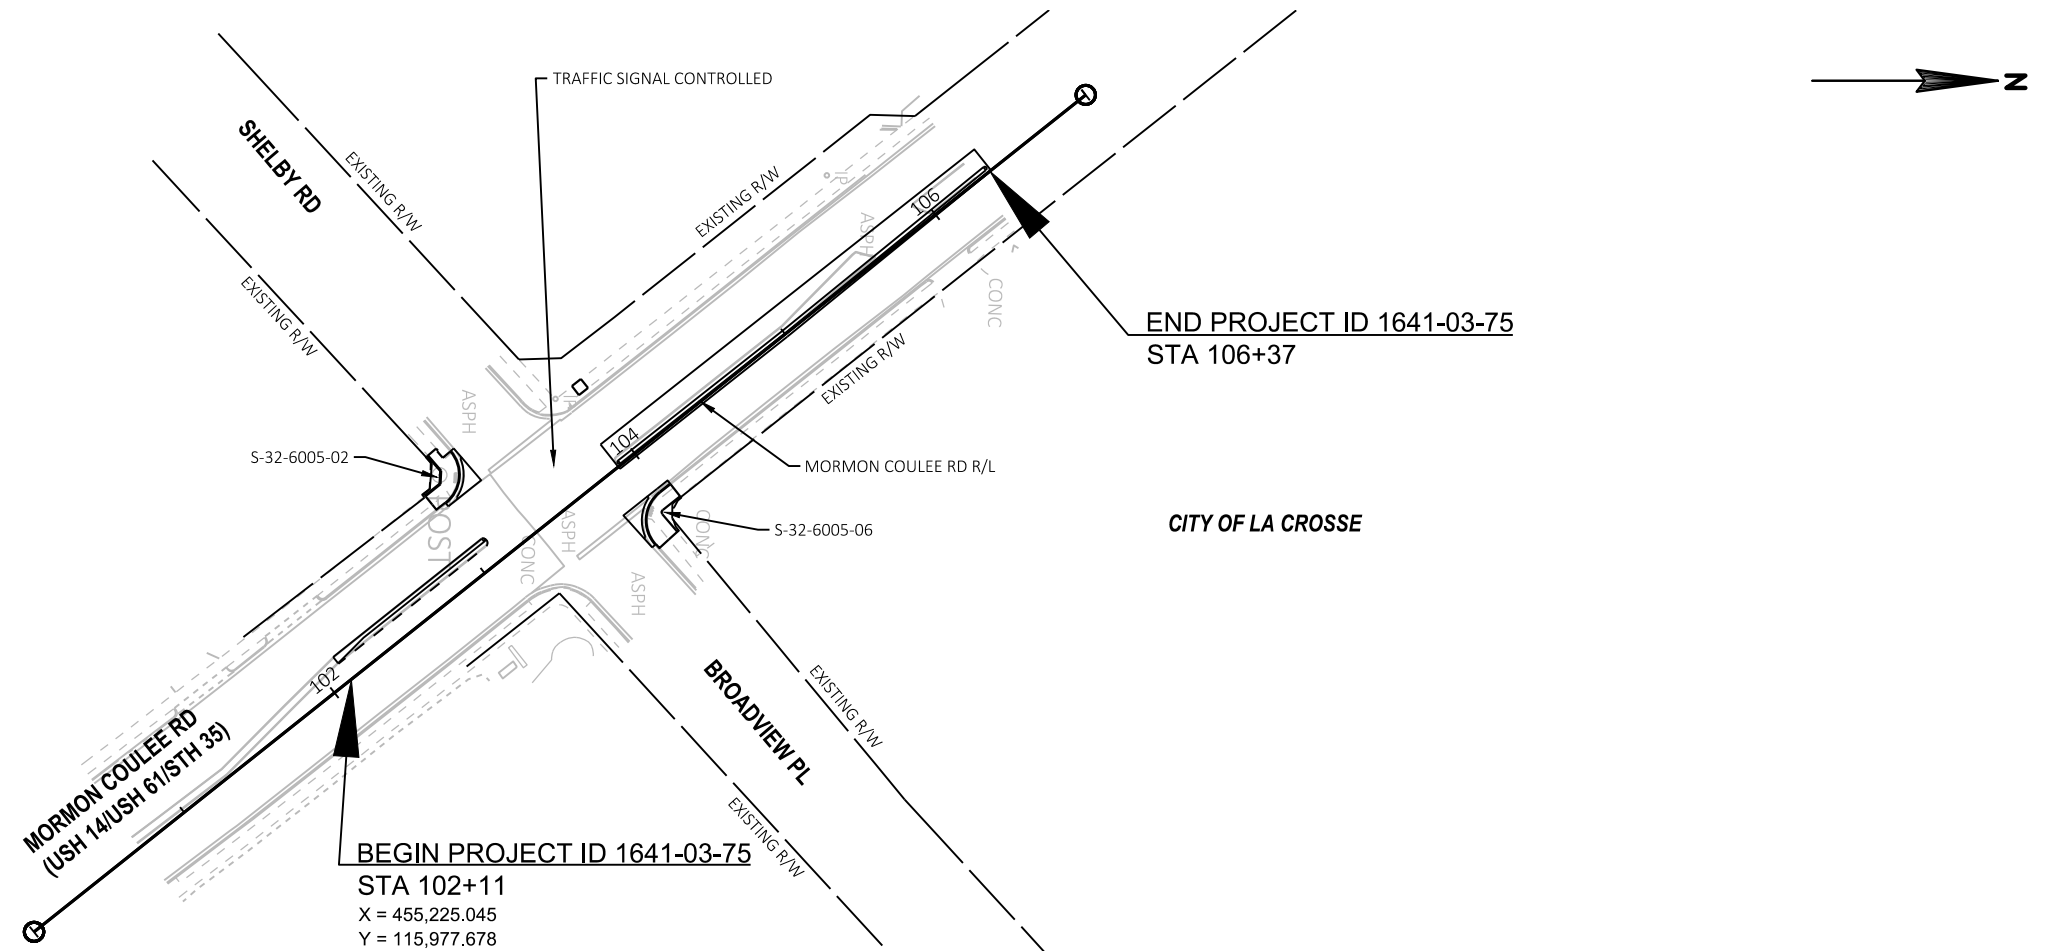 TRAFFIC SIGNAL CONTROLLED
N
SHELBY RD
EXISTING R/W
EXISTING R/W
EXISTING R/W
IP
106
ASPH
CONC
END PROJECT ID 1641-03-75
STA 106+37
EXISTING R/W
IP
ASPH
104
S-32-6005-02
MORMON COULEE RD R/L
CITY OF LA CROSSE
S-32-6005-06
POST
ASPH
CONC
CONC
ASPH
102
BROADVIEW PL
EXISTING R/W
MORMON COULEE RD
(USH 14/USH 61/STH 35)
EXISTING R/W
BEGIN PROJECT ID 1641-03-75
STA 102+11
X = 455,225.045
Y = 115,977.678